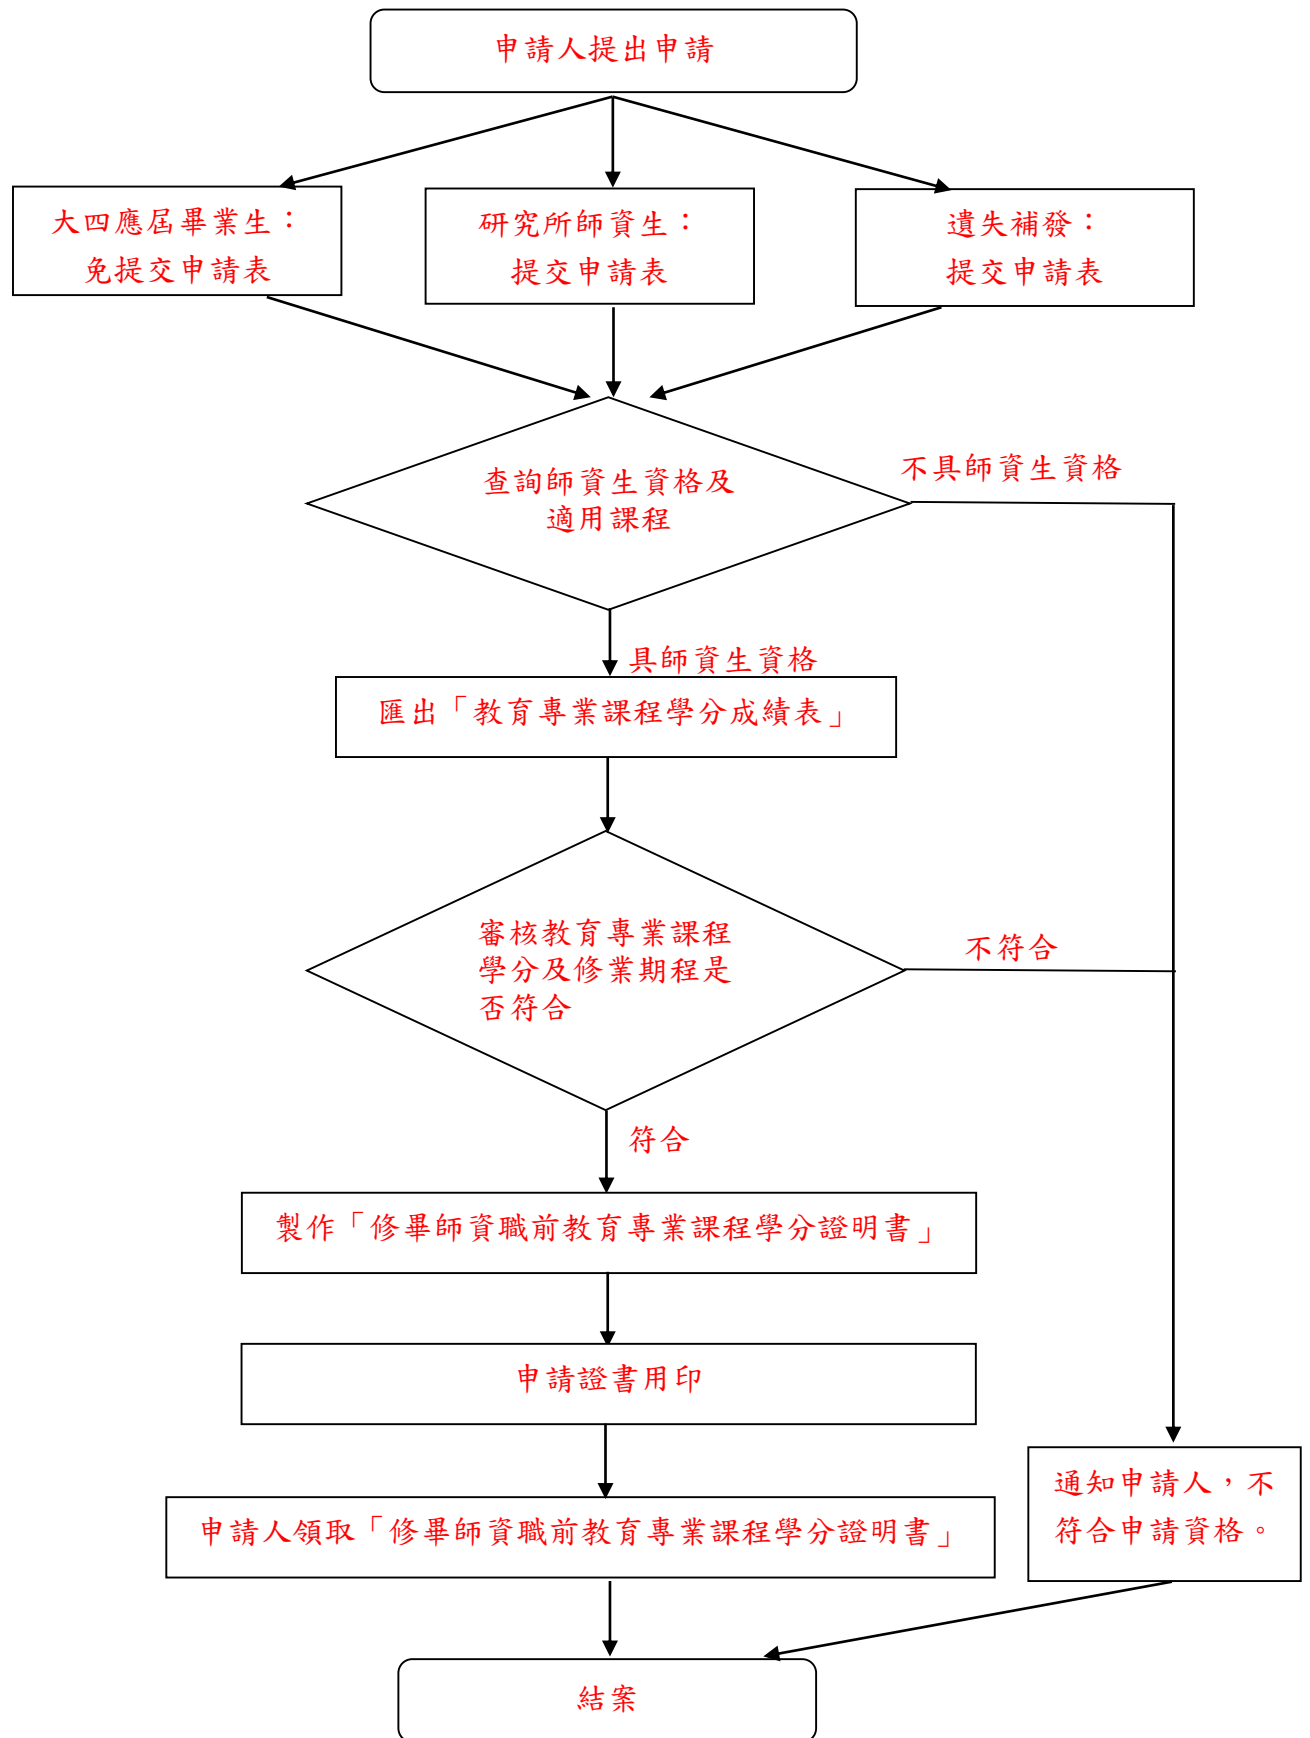 申請人提出申請
大四應屆畢業生：
免提交申請表
研究所師資生：
提交申請表
遺失補發：
提交申請表
查詢師資生資格及
適用課程
不具師資生資格
具師資生資格
匯出「教育專業課程學分成績表」
審核教育專業課程
學分及修業期程是
否符合
不符合
符合
製作「修畢師資職前教育專業課程學分證明書」
申請證書用印
申請人領取「修畢師資職前教育專業課程學分證明書」
通知申請人，不
符合申請資格。
結案